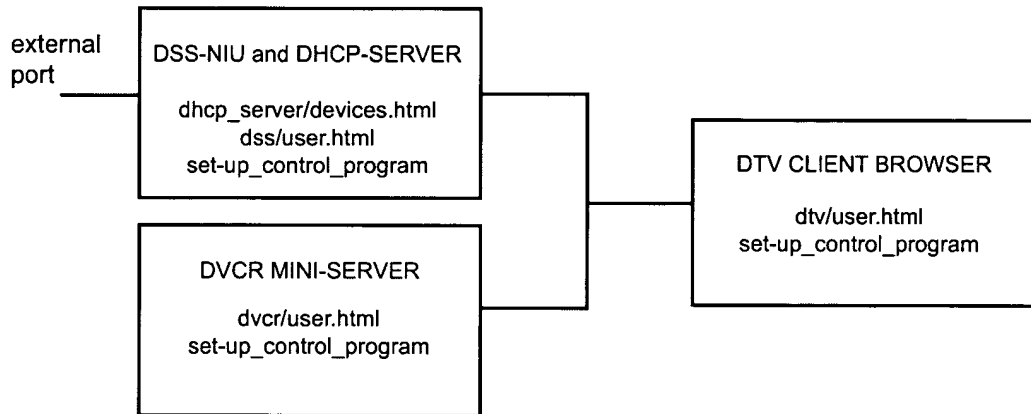 external
port
DSS-NIU and DHCP-SERVER
dhcp_server/devices.html
dss/user.html
set-up_control_program
DVCR MINI-SERVER
dvcr/user.html
set-up_control_program
DTV CLIENT BROWSER
dtv/user.html
set-up_control_program